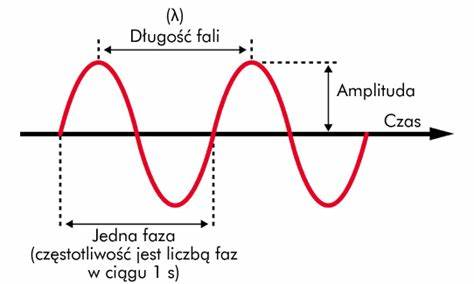 (λ)
Długość fali
Amplituda
Czas
Jedna faza
(częstotliwość jest liczbą faz
w ciągu 1 s)